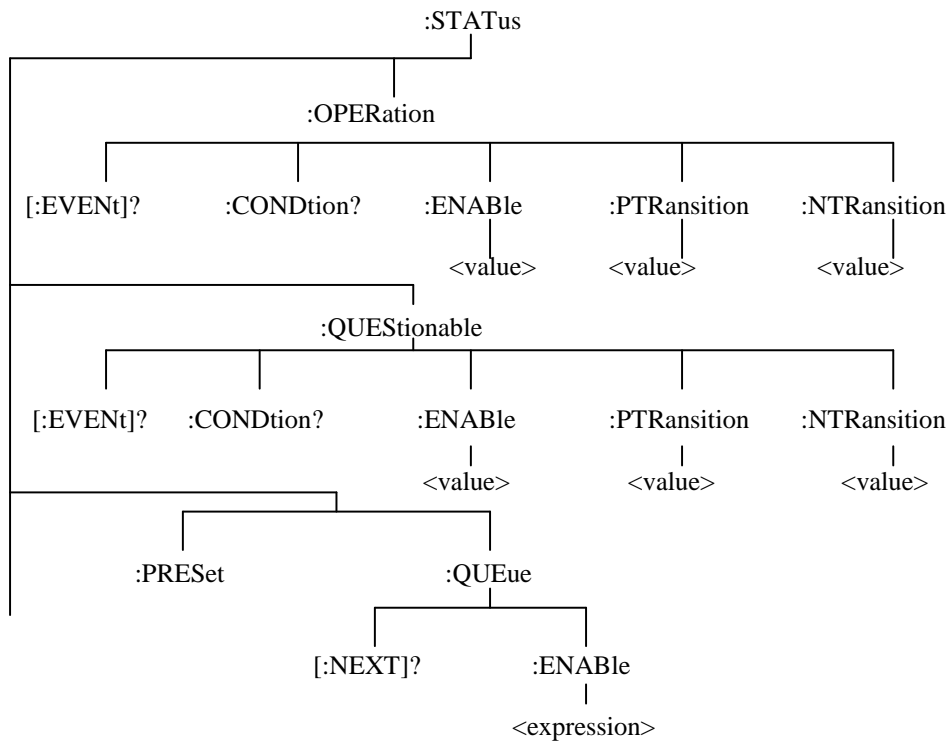 :STATus
:OPERation
[:EVENt]? :CONDtion? :ENABle :PTRansition :NTRansition
<value> <value> <value>
:QUEStionable
[:EVENt]? :CONDtion? :ENABle :PTRansition :NTRansition
<value> <value> <value>
:PRESet :QUEue
[:NEXT]? :ENABle
<expression>